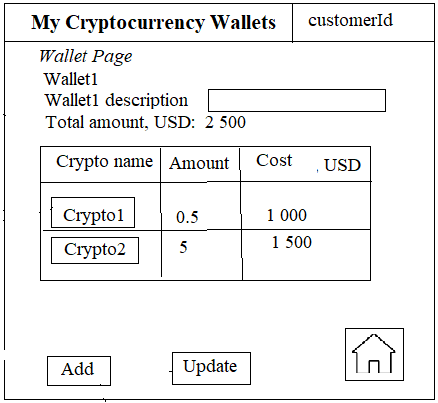 My Cryptocurrency Wallets customerId
Wallet Page
Wallet1
Wallet1 description
Total amount, USD: 2 500
Crypto name Amount Cost , USD
Crypto1 0.5 1 000
Crypto2 5 1 500
Add Update